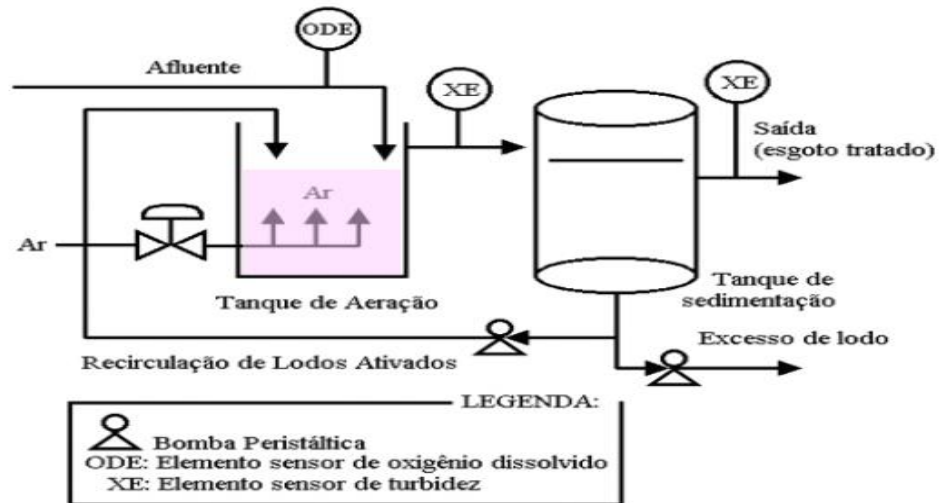 ODE
Afluente
XE
XE
Saída
(esgoto tratado)
Ar
Ar
Tanque de Aeração
Tanque de
sedimentação
Recirculação de Lodos Ativados
Excesso de lodo
LEGENDA:
Bomba Peristáltica
ODE: Elemento sensor de oxigênio dissolvido
XE: Elemento sensor de turbidez